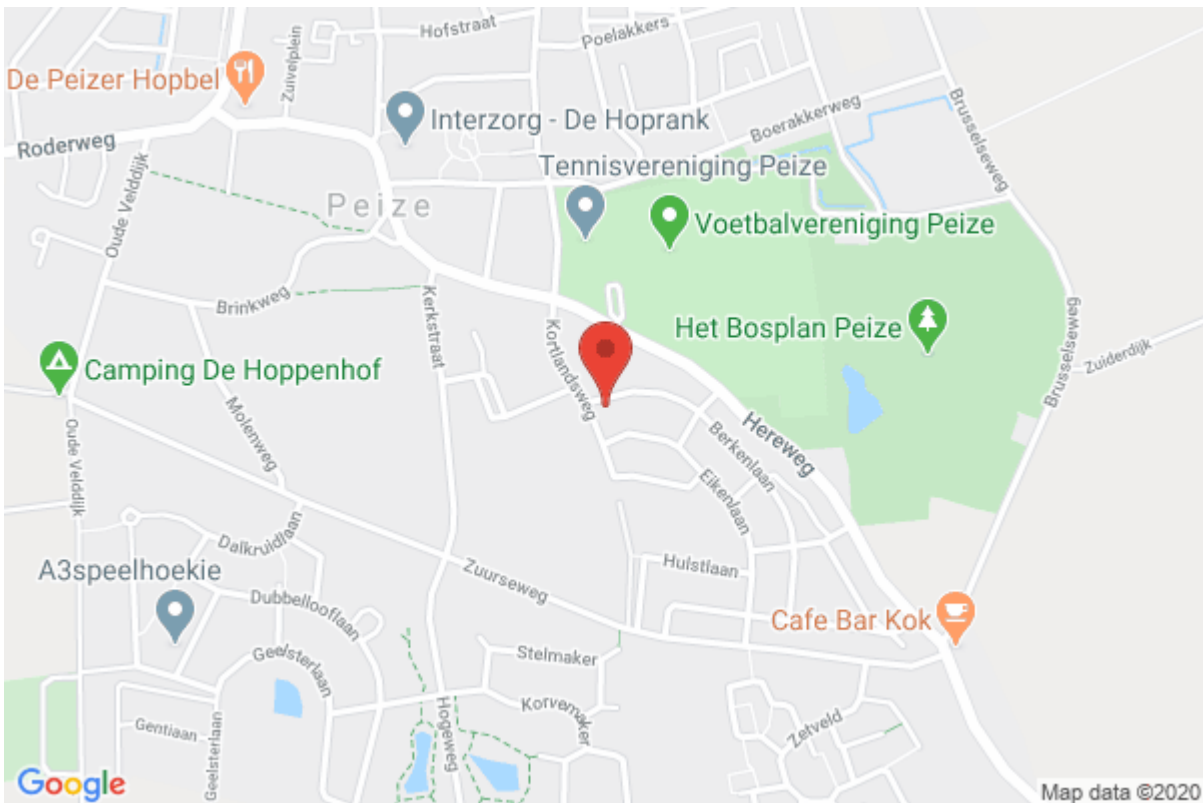 Hofstraat
Poelakkers
Zuivelplein
De Peizer Hopbel
Interzorg - De Hoprank
Boerakkerweg
Brusselseweg
Roderweg
Tennisvereniging Peize
Oude Velddijk
Peize
Voetbalvereniging Peize
Brinkweg
Kerkstraat
Kortlandsweg
Het Bosplan Peize
Brusselseweg
Zuiderdijk
Camping De Hoppenhof
Molenweg
Hereweg
Berkenlaan
Oude Velddijk
Eikenlaan
Dalkruidlaan
A3speelhoekie
Zuurseweg
Hulstlaan
Dubbellooflaan
Cafe Bar Kok
Geelsterlaan
Stelmaker
Korvemaker
Hogeweg
Gentiaan
Geelsterlaan
Zetveld
Google
Map data ©2020